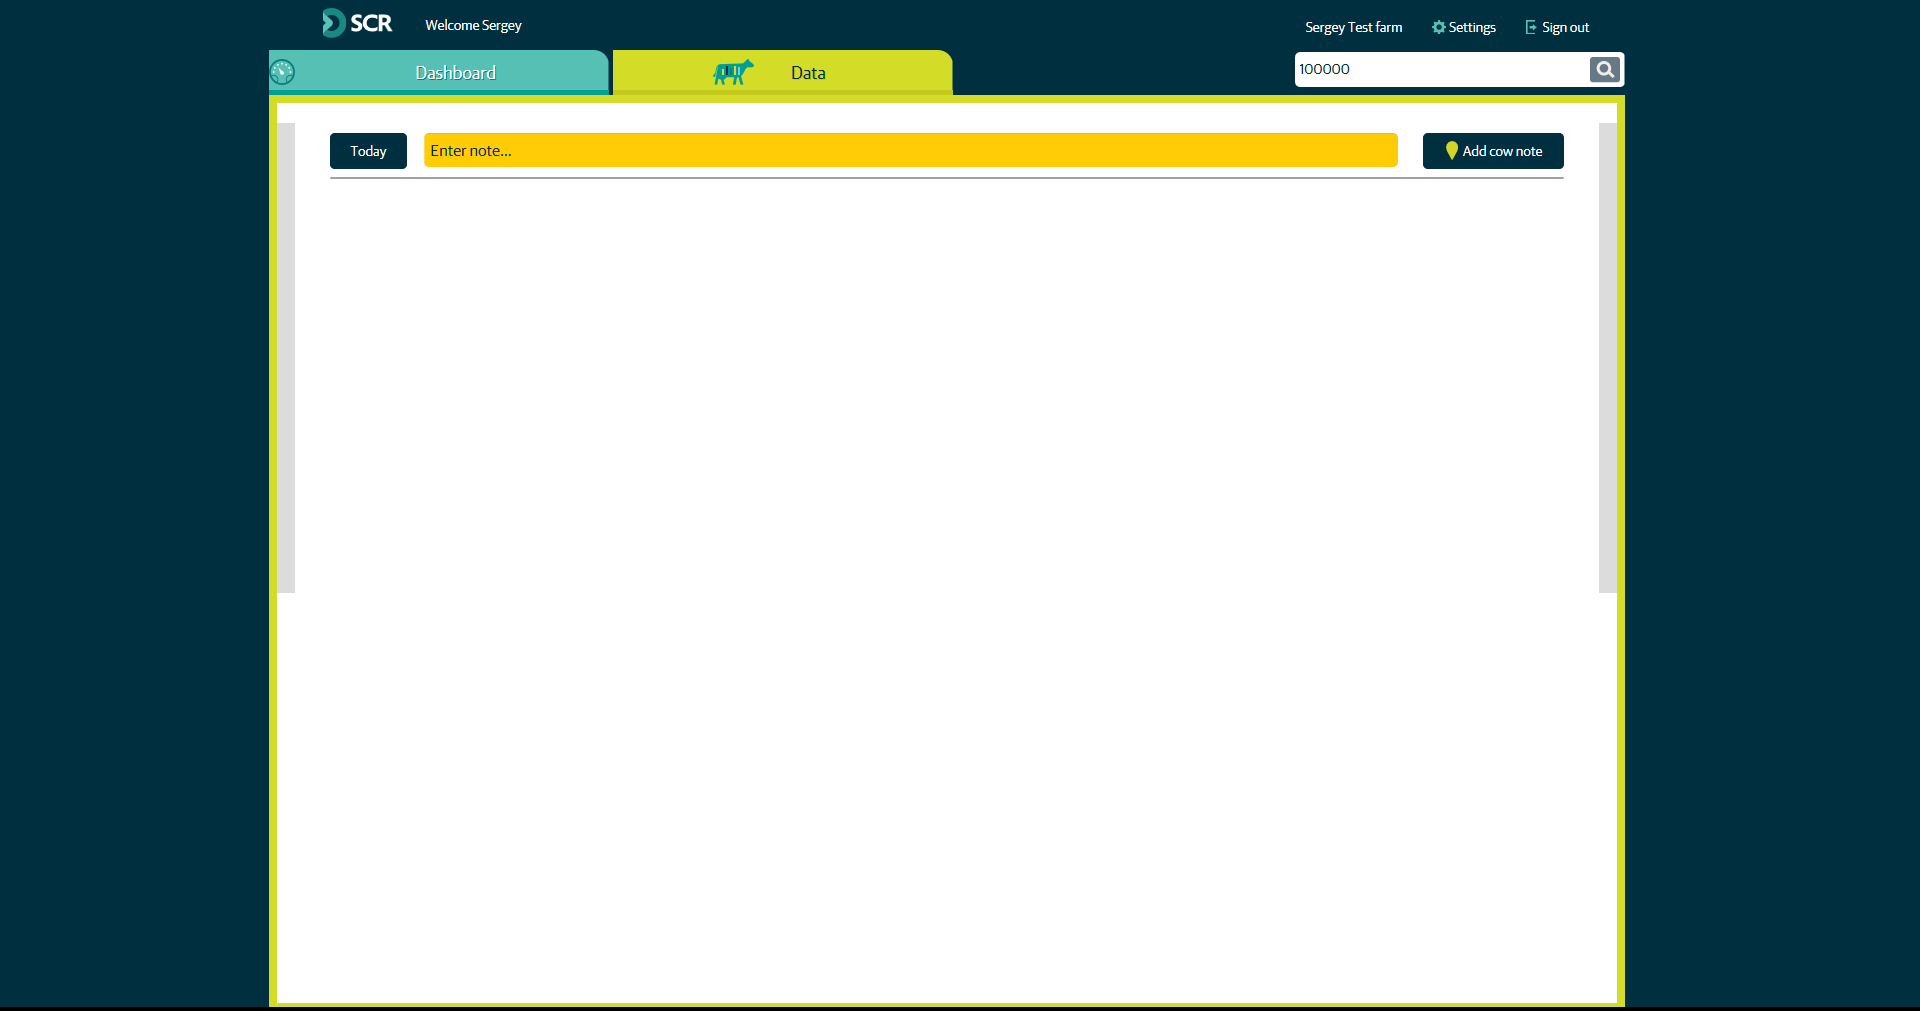 SCR
Welcome Sergey
Sergey Test farm
Settings
Sign out
Dashboard
Data
100000
Today
Enter note...
Add cow note